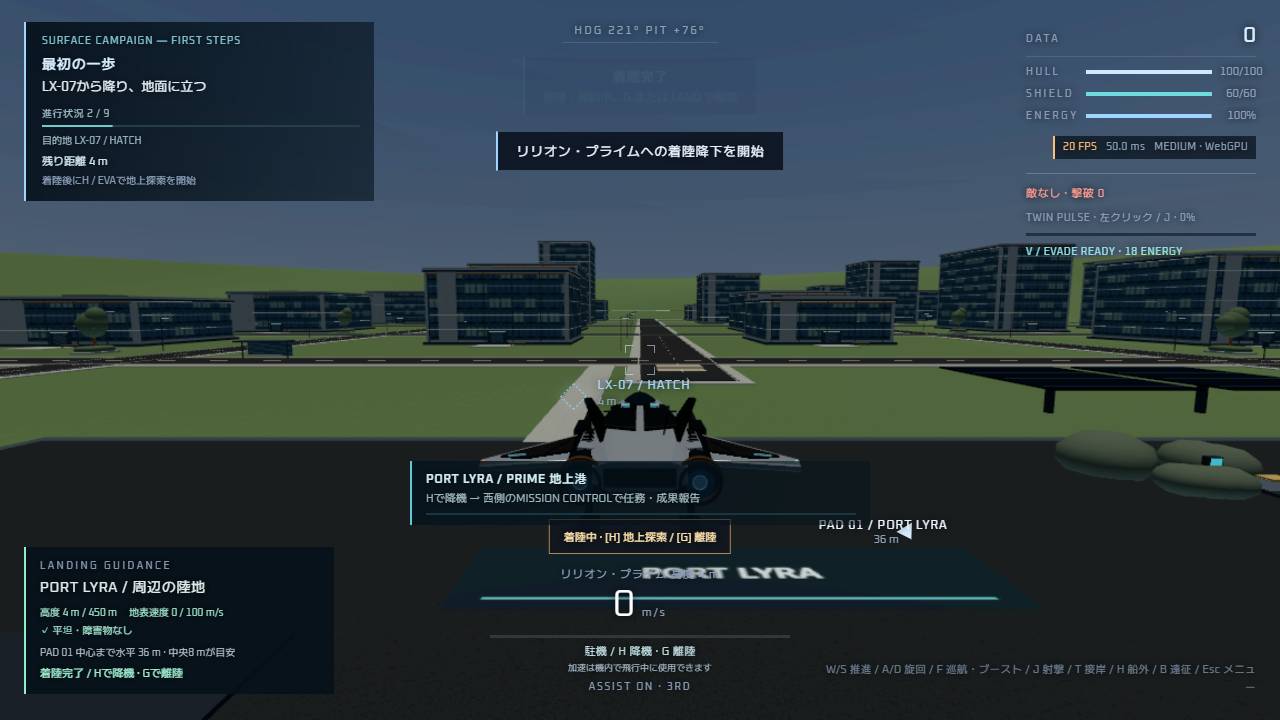 SURFACE CAMPAIGN — FIRST STEPS
最初の一歩
LX-07から降り、地面に立つ
進行状況 2 / 9
目的地 LX-07 / HATCH
残り距離 4 m
着陸後にH / EVAで地上探索を開始
HDG 221° PIT +76°
着陸完了
リリオン・プライムへの着陸降下を開始
DATA 0
HULL 100/100
SHIELD 60/60
ENERGY 100%
20 FPS 50.0 ms MEDIUM · WebGPU
敵なし · 撃破 0
TWIN PULSE · 左クリック / J · 0%
V / EVADE READY · 18 ENERGY
LX-07 / HATCH
4 m
PORT LYRA / PRIME 地上港
Hで降機 → 西側のMISSION CONTROLで任務・成果報告
PAD 01 / PORT LYRA
36 m
着陸中 · [H] 地上探索 / [G] 離陸
リリオン・プラ
PORT LYRA
0 m/s
駐機 / H 降機 · G 離陸
加速は機内で飛行中に使用できます
ASSIST ON · 3RD
LANDING GUIDANCE
PORT LYRA / 周辺の陸地
高度 4 m / 450 m 地表速度 0 / 100 m/s
✓ 平坦・障害物なし
PAD 01 中心まで水平 36 m · 中央8 mが目安
着陸完了 / Hで降機 · Gで離陸
W/S 推進 / A/D 旋回 / F 巡航・ブースト / J 射撃 / T 接岸 / H 船外 / B 遠征 / Esc メニュ
ー